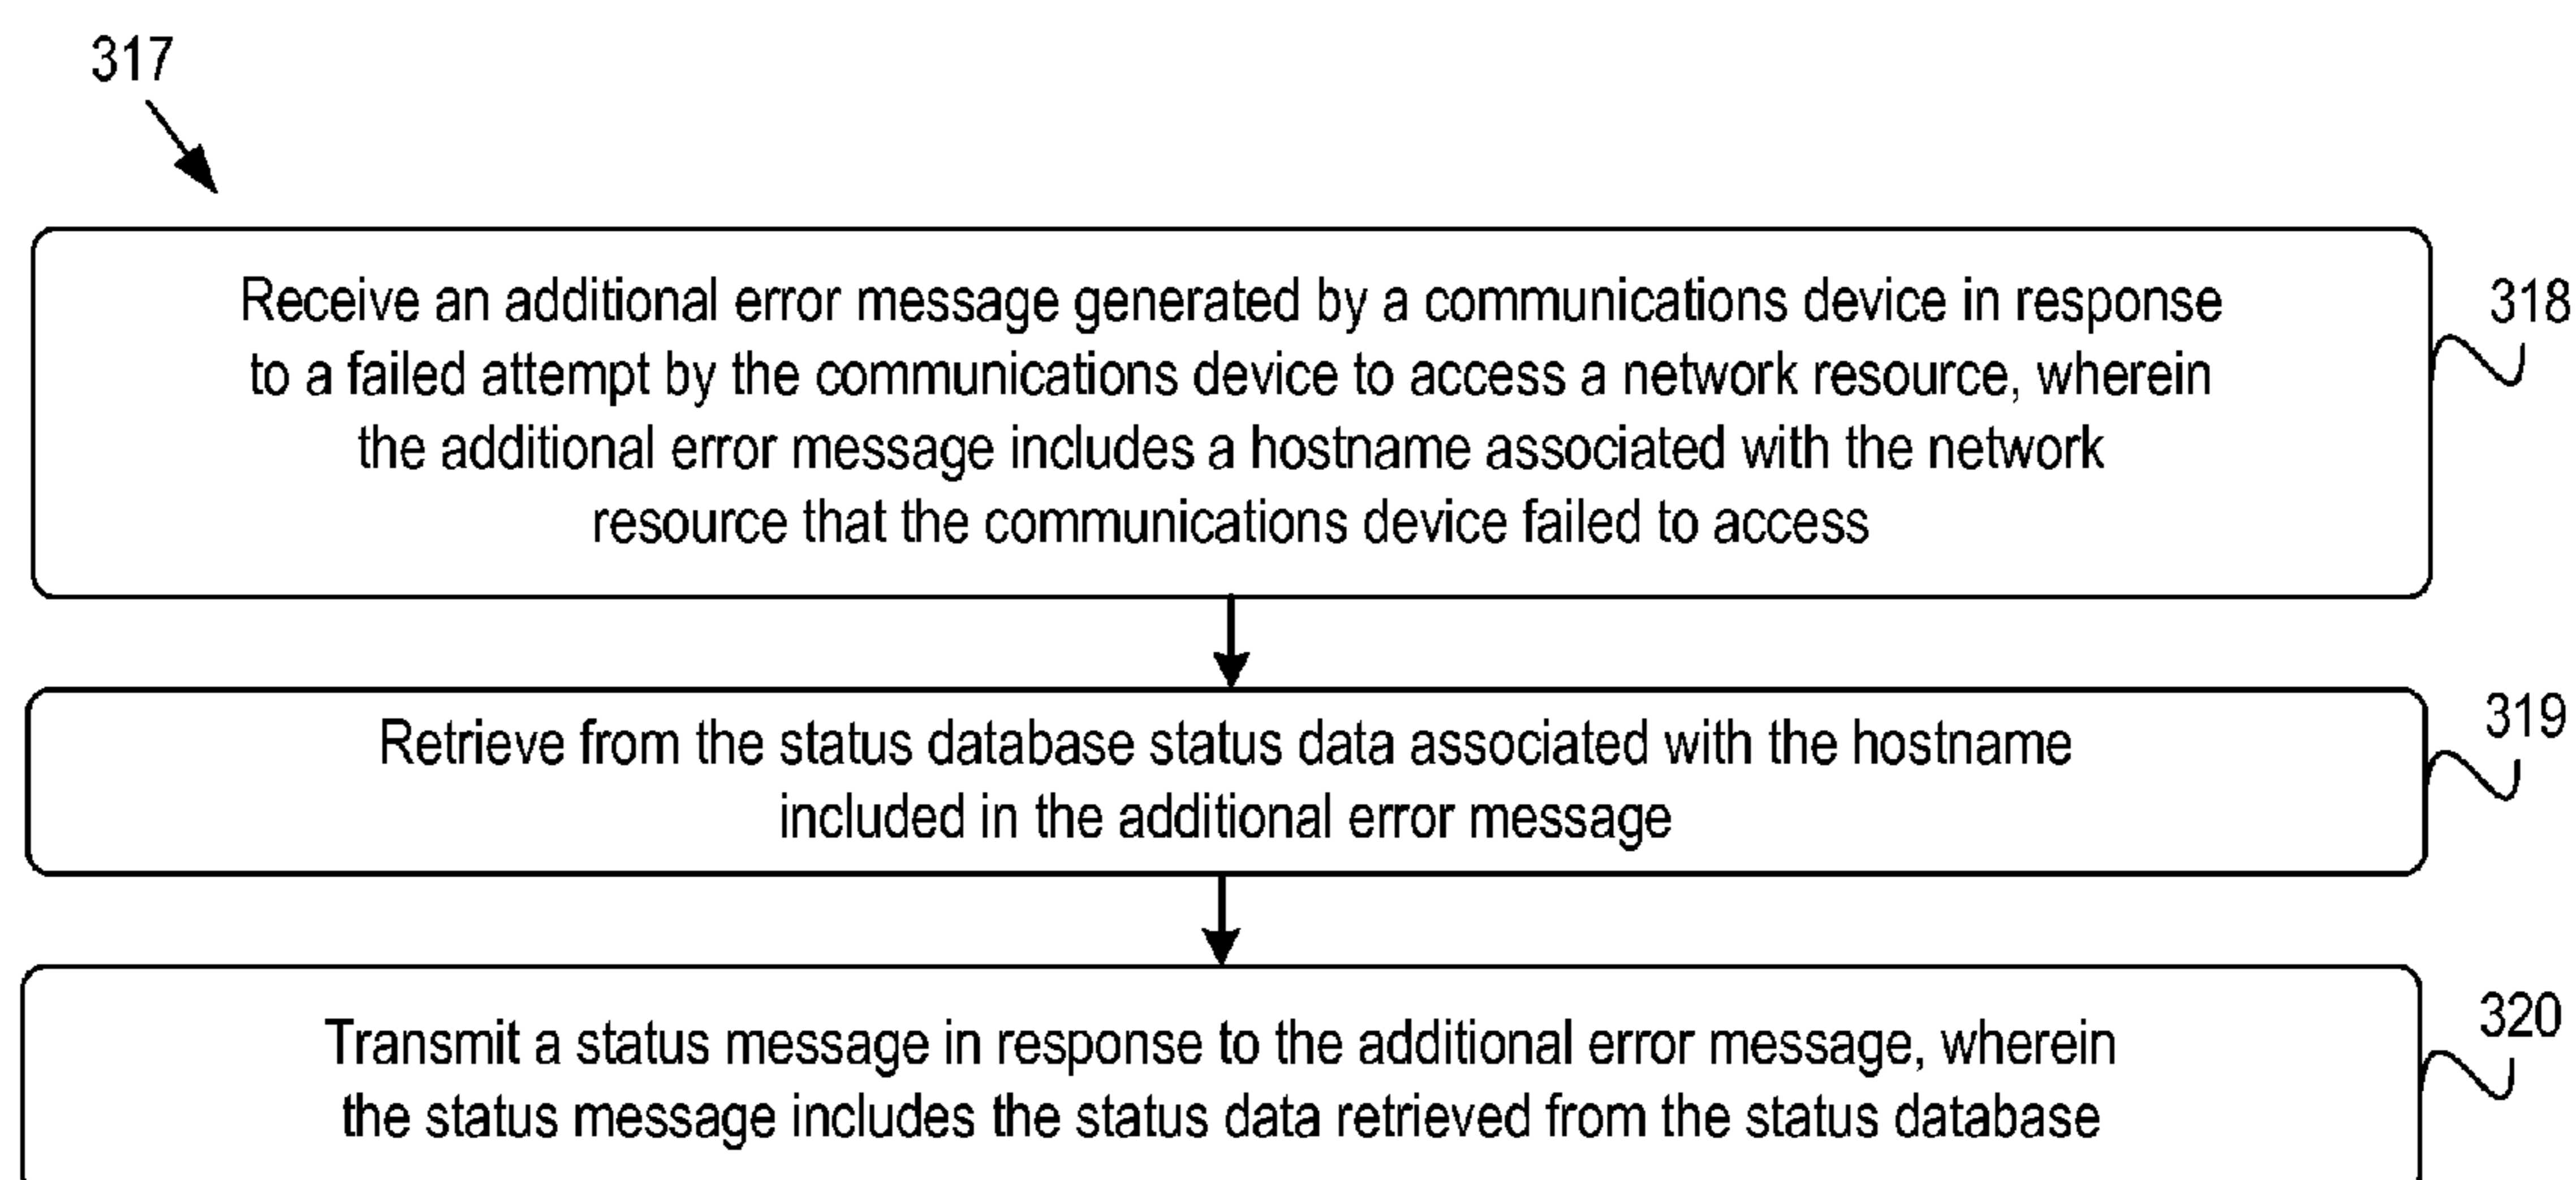 317
Receive an additional error message generated by a communications device in response
to a failed attempt by the communications device to access a network resource, wherein
the additional error message includes a hostname associated with the network
resource that the communications device failed to access
318
Retrieve from the status database status data associated with the hostname
included in the additional error message
319
Transmit a status message in response to the additional error message, wherein
the status message includes the status data retrieved from the status database
320